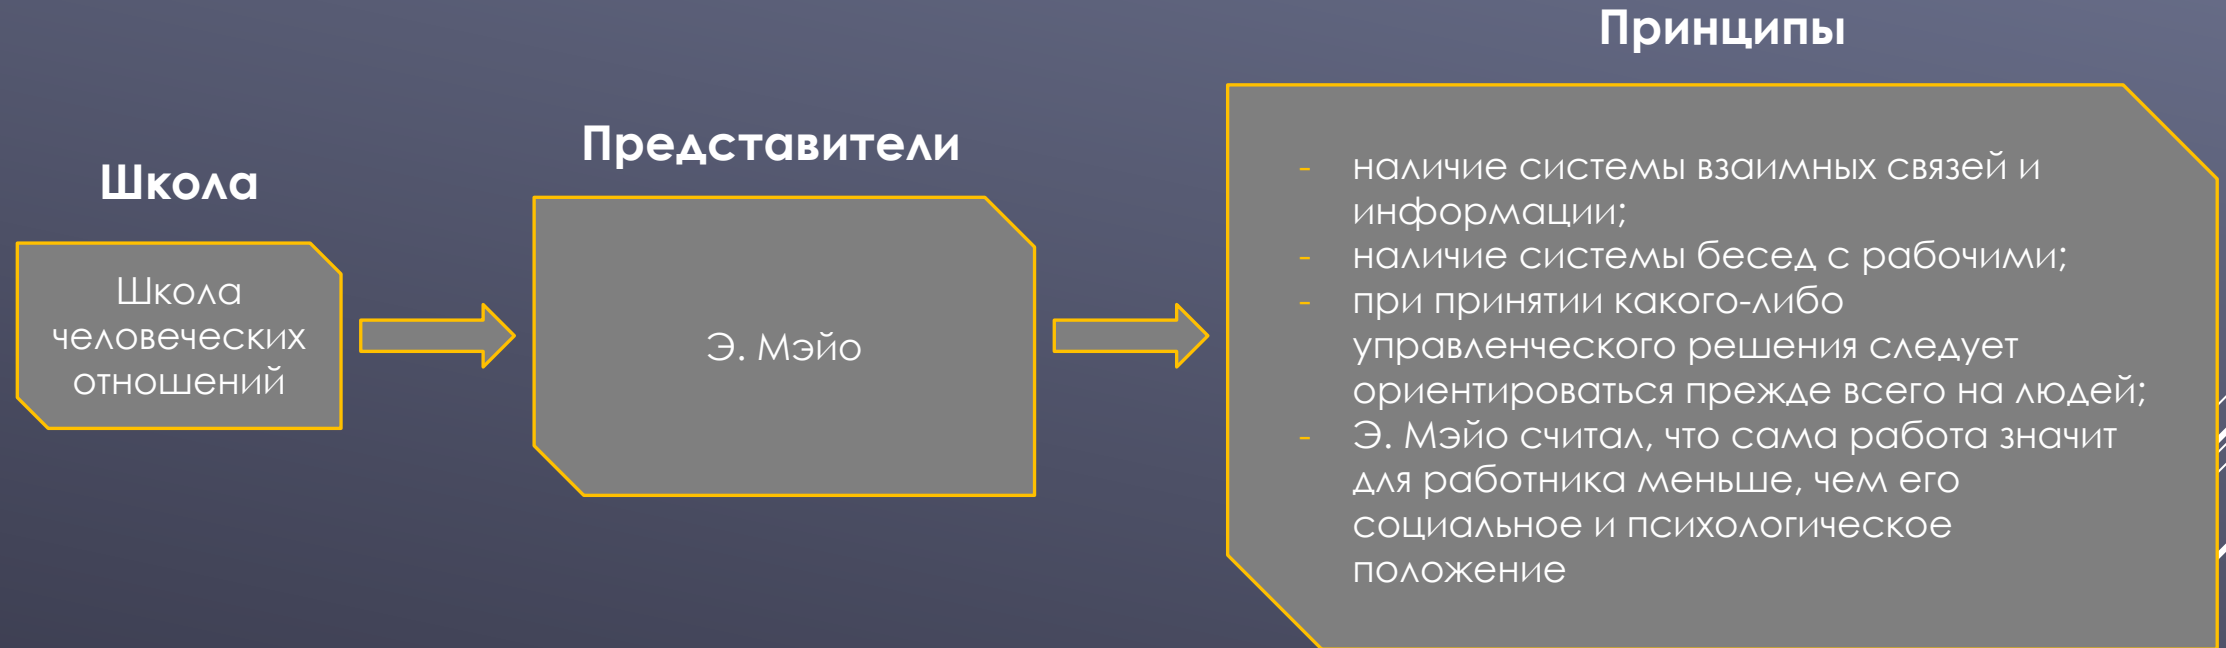 Школа
Школа
человеческих
отношений
Представители
Э. Мэйо
Принципы
- наличие системы взаимных связей и
информации;
- наличие системы бесед с рабочими;
- при принятии какого-либо
управленческого решения следует
ориентироваться прежде всего на людей;
- Э. Мэйо считал, что сама работа значит
для работника меньше, чем его
социальное и психологическое
положение